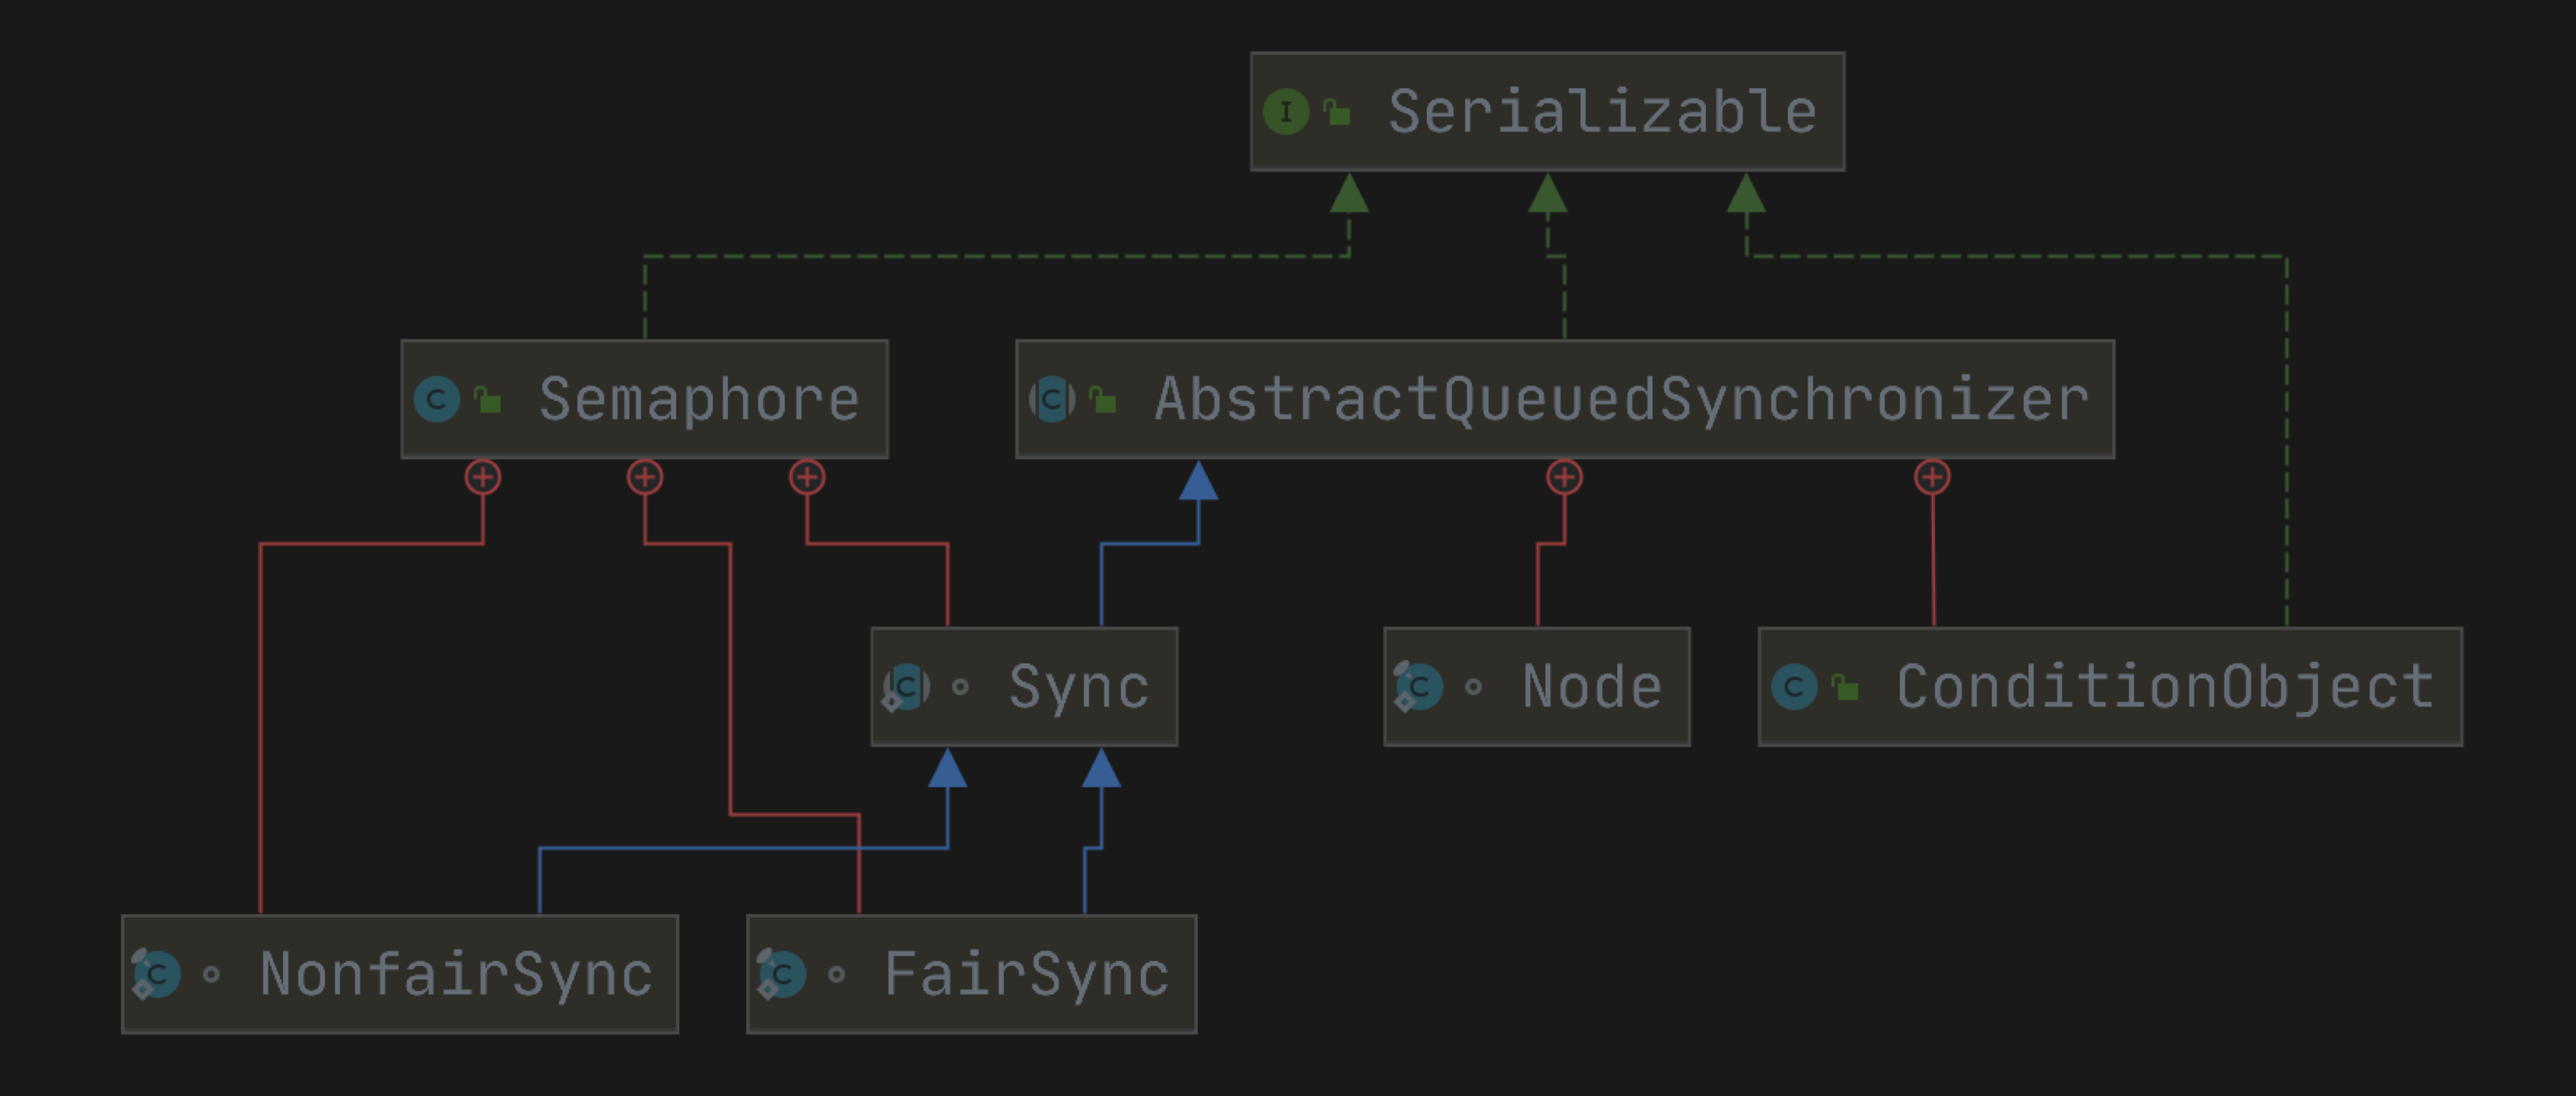 I Serializable
C Semaphore
C AbstractQueuedSynchronizer
C Sync
C Node
C ConditionObject
C NonfairSync
C FairSync